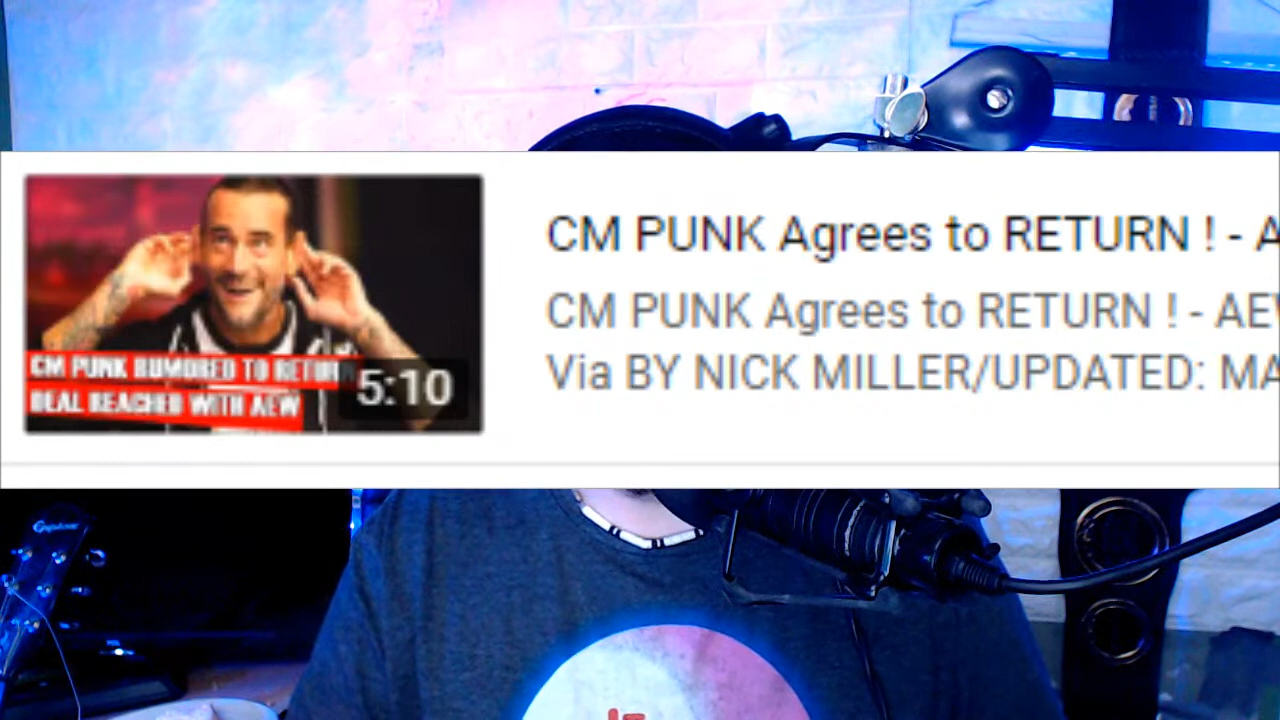 CM PUNK Agrees to RETURN ! - A
CM PUNK Agrees to RETURN ! - AE
Via BY NICK MILLER/UPDATED: MA
CM PUNK RUMORED TO RETURN
DEAL REACHED WITH AEW
5:10
Epiphone